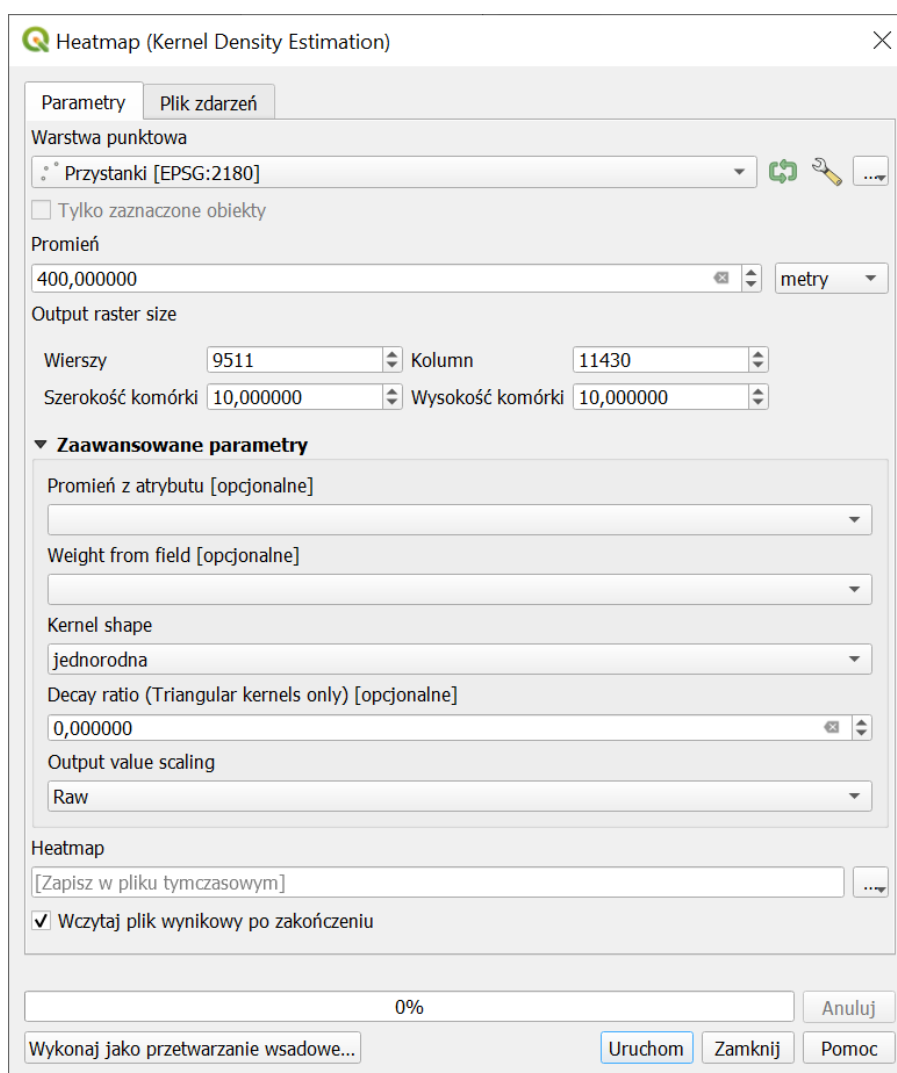 Heatmap (Kernel Density Estimation)
Parametry Plik zdarzeń
Warstwa punktowa
Przystanki [EPSG:2180]
...
Tylko zaznaczone obiekty
Promień
400,000000 metry
Output raster size
Wierszy 9511 Kolumn 11430
Szerokość komórki 10,000000 Wysokość komórki 10,000000
Zaawansowane parametry
Promień z atrybutu [opcjonalne]
Weight from field [opcjonalne]
Kernel shape
jednorodna
Decay ratio (Triangular kernels only) [opcjonalne]
0,000000
Output value scaling
Raw
Heatmap
[Zapisz w pliku tymczasowym] ...
Wczytaj plik wynikowy po zakończeniu
0% Anuluj
Wykonaj jako przetwarzanie wsadowe... Uruchom Zamknij Pomoc